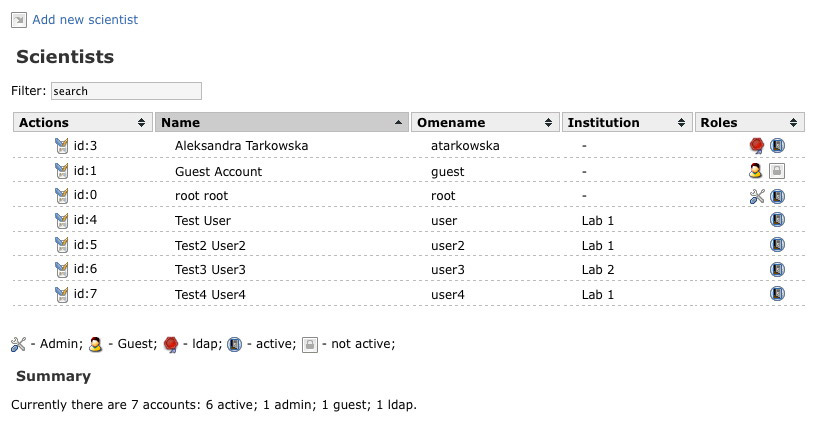 Add new scientist
Scientists
Filter: search
Actions Name Omename Institution Roles
id:3 Aleksandra Tarkowska atarkowska -
id:1 Guest Account guest -
id:0 root root root -
id:4 Test User user Lab 1
id:5 Test2 User2 user2 Lab 1
id:6 Test3 User3 user3 Lab 2
id:7 Test4 User4 user4 Lab 1
- Admin; - Guest; - ldap; - active; - not active;
Summary
Currently there are 7 accounts: 6 active; 1 admin; 1 guest; 1 ldap.